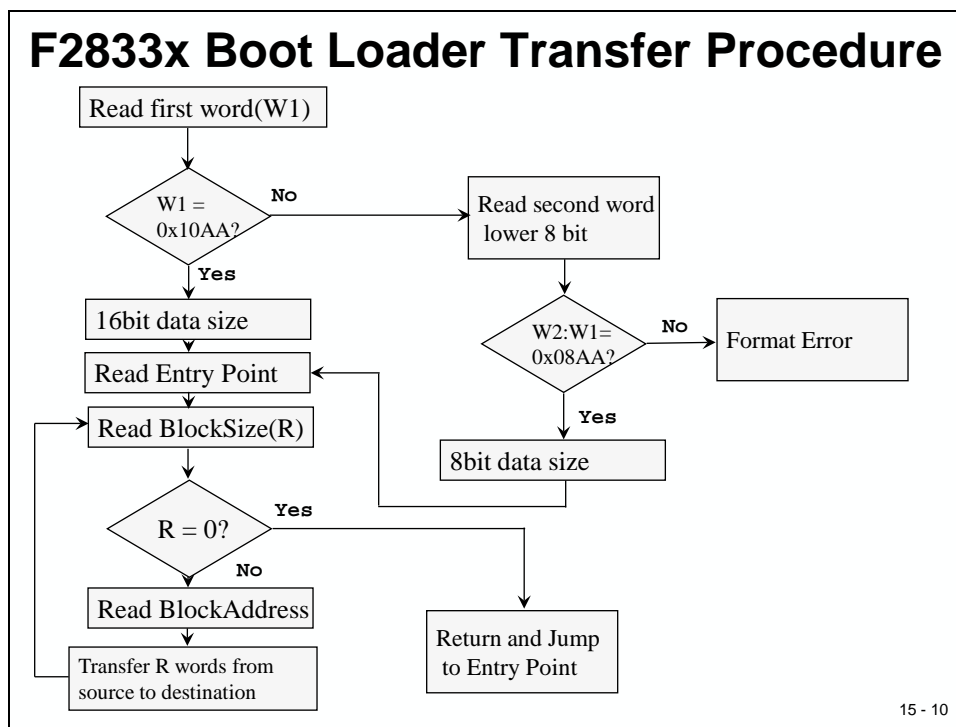 F2833x Boot Loader Transfer Procedure
Read first word(W1)
W1 =
0x10AA?
No
Yes
Read second word
lower 8 bit
16bit data size
W2:W1=
0x08AA?
No
Format Error
Read Entry Point
Yes
Read BlockSize(R)
8bit data size
R = 0?
Yes
No
Read BlockAddress
Return and Jump
to Entry Point
Transfer R words from
source to destination
15 - 10